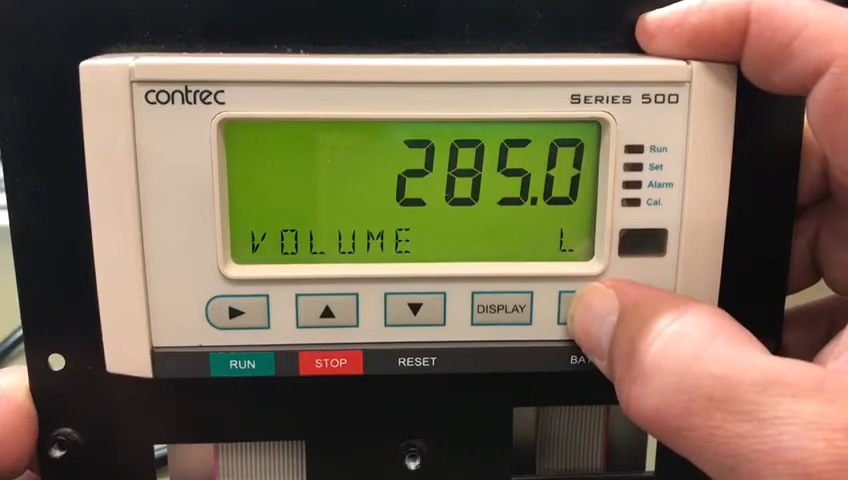 contrec
SERIES 500
285.0
VOLUME L
Run
Set
Alarm
Cal.
DISPLAY
RUN
STOP
RESET